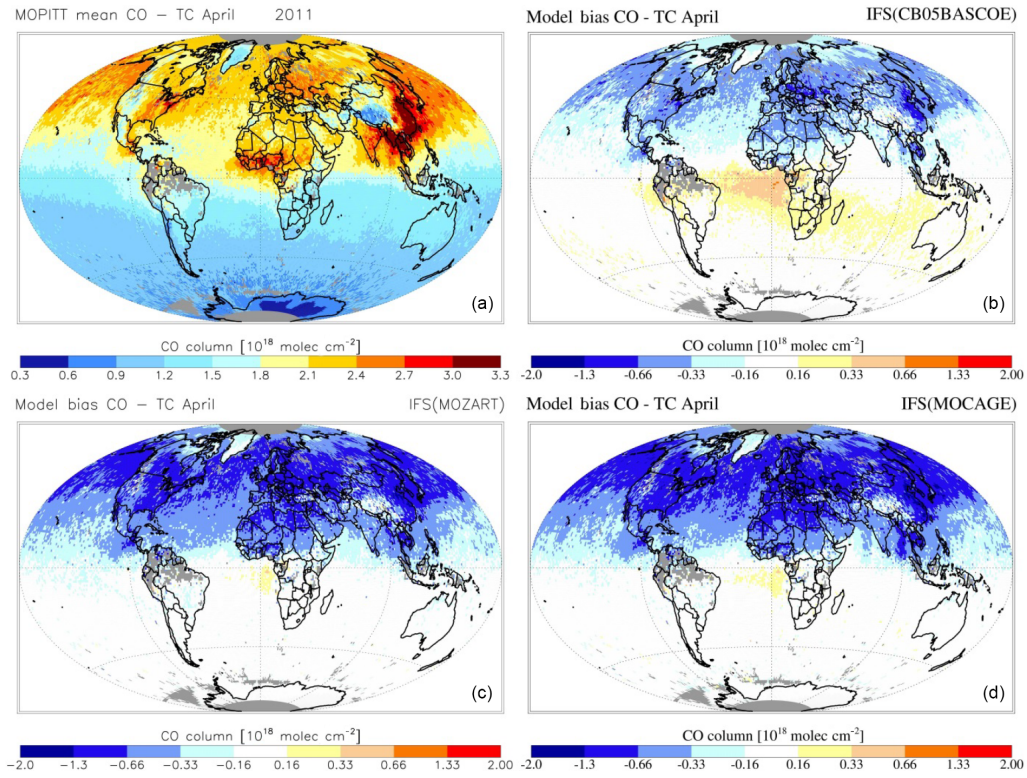 MOPITT mean CO – TC April 2011
(a)
CO column [10¹⁸ molec cm⁻²]
0.3 0.6 0.9 1.2 1.5 1.8 2.1 2.4 2.7 3.0 3.3
Model bias CO - TC April IFS(CB05BASCOE)
(b)
CO column [10¹⁸ molec cm⁻²]
-2.0 -1.3 -0.66 -0.33 -0.16 0.16 0.33 0.66 1.33 2.00
Model bias CO – TC April IFS(MOZART)
(c)
CO column [10¹⁸ molec cm⁻²]
−2.0 −1.3 −0.66 −0.33 −0.16 0.16 0.33 0.66 1.33 2.00
Model bias CO - TC April IFS(MOCAGE)
(d)
CO column [10¹⁸ molec cm⁻²]
-2.0 -1.3 -0.66 -0.33 -0.16 0.16 0.33 0.66 1.33 2.00